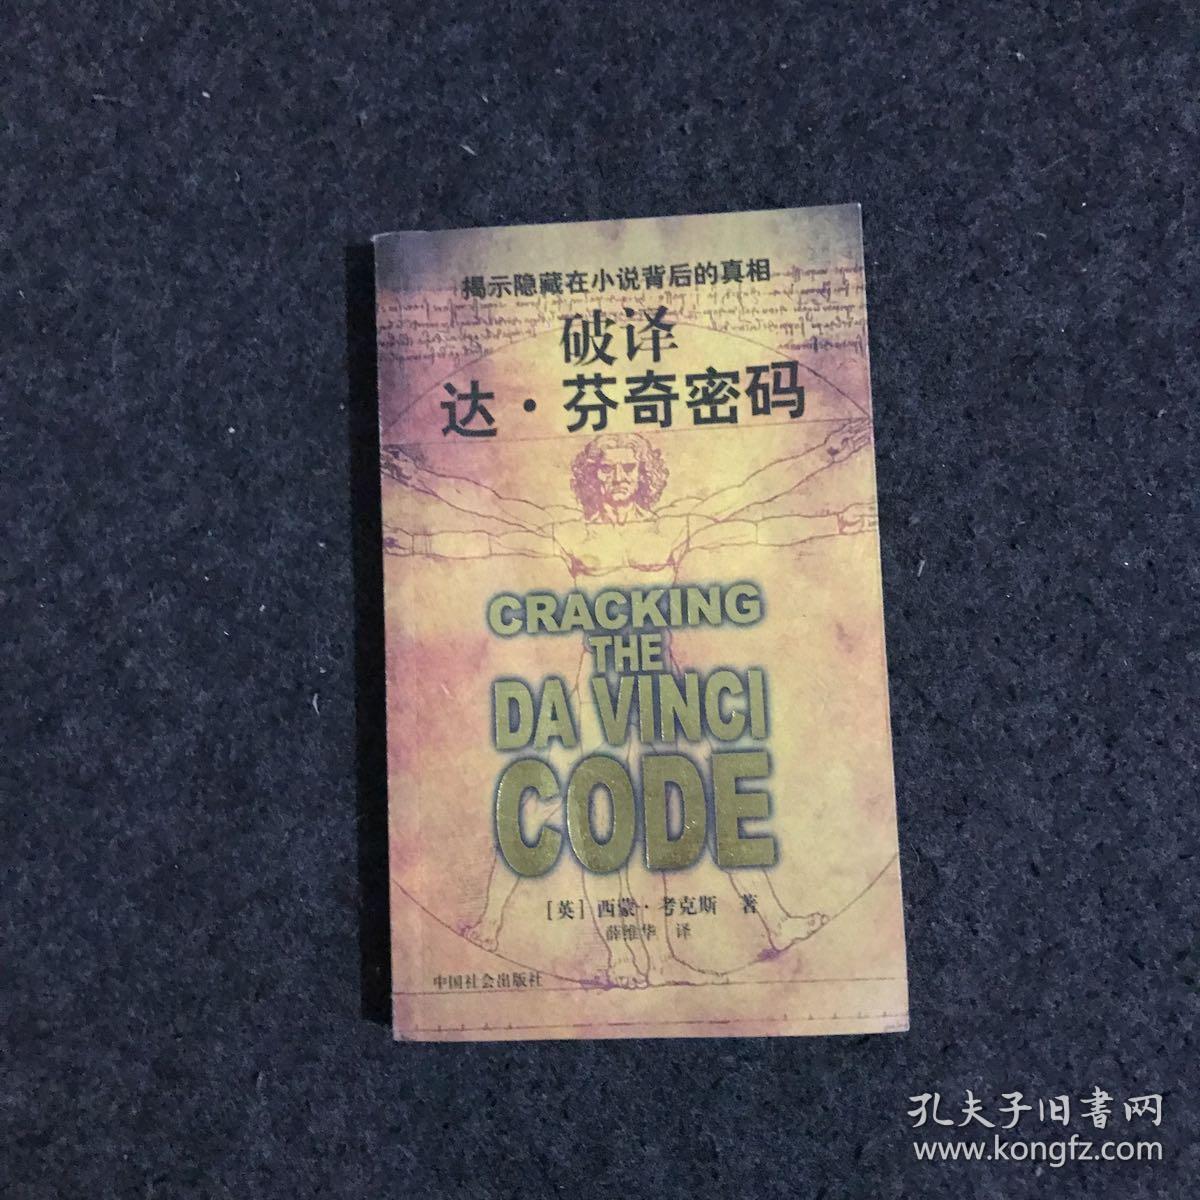 揭示隐藏在小说背后的真相
破译
达·芬奇密码
CRACKING
THE
DA VINCI
CODE
[英] 西蒙·考克斯 著
薛维华 译
中国社会出版社
孔夫子旧書网
www.kongfz.com